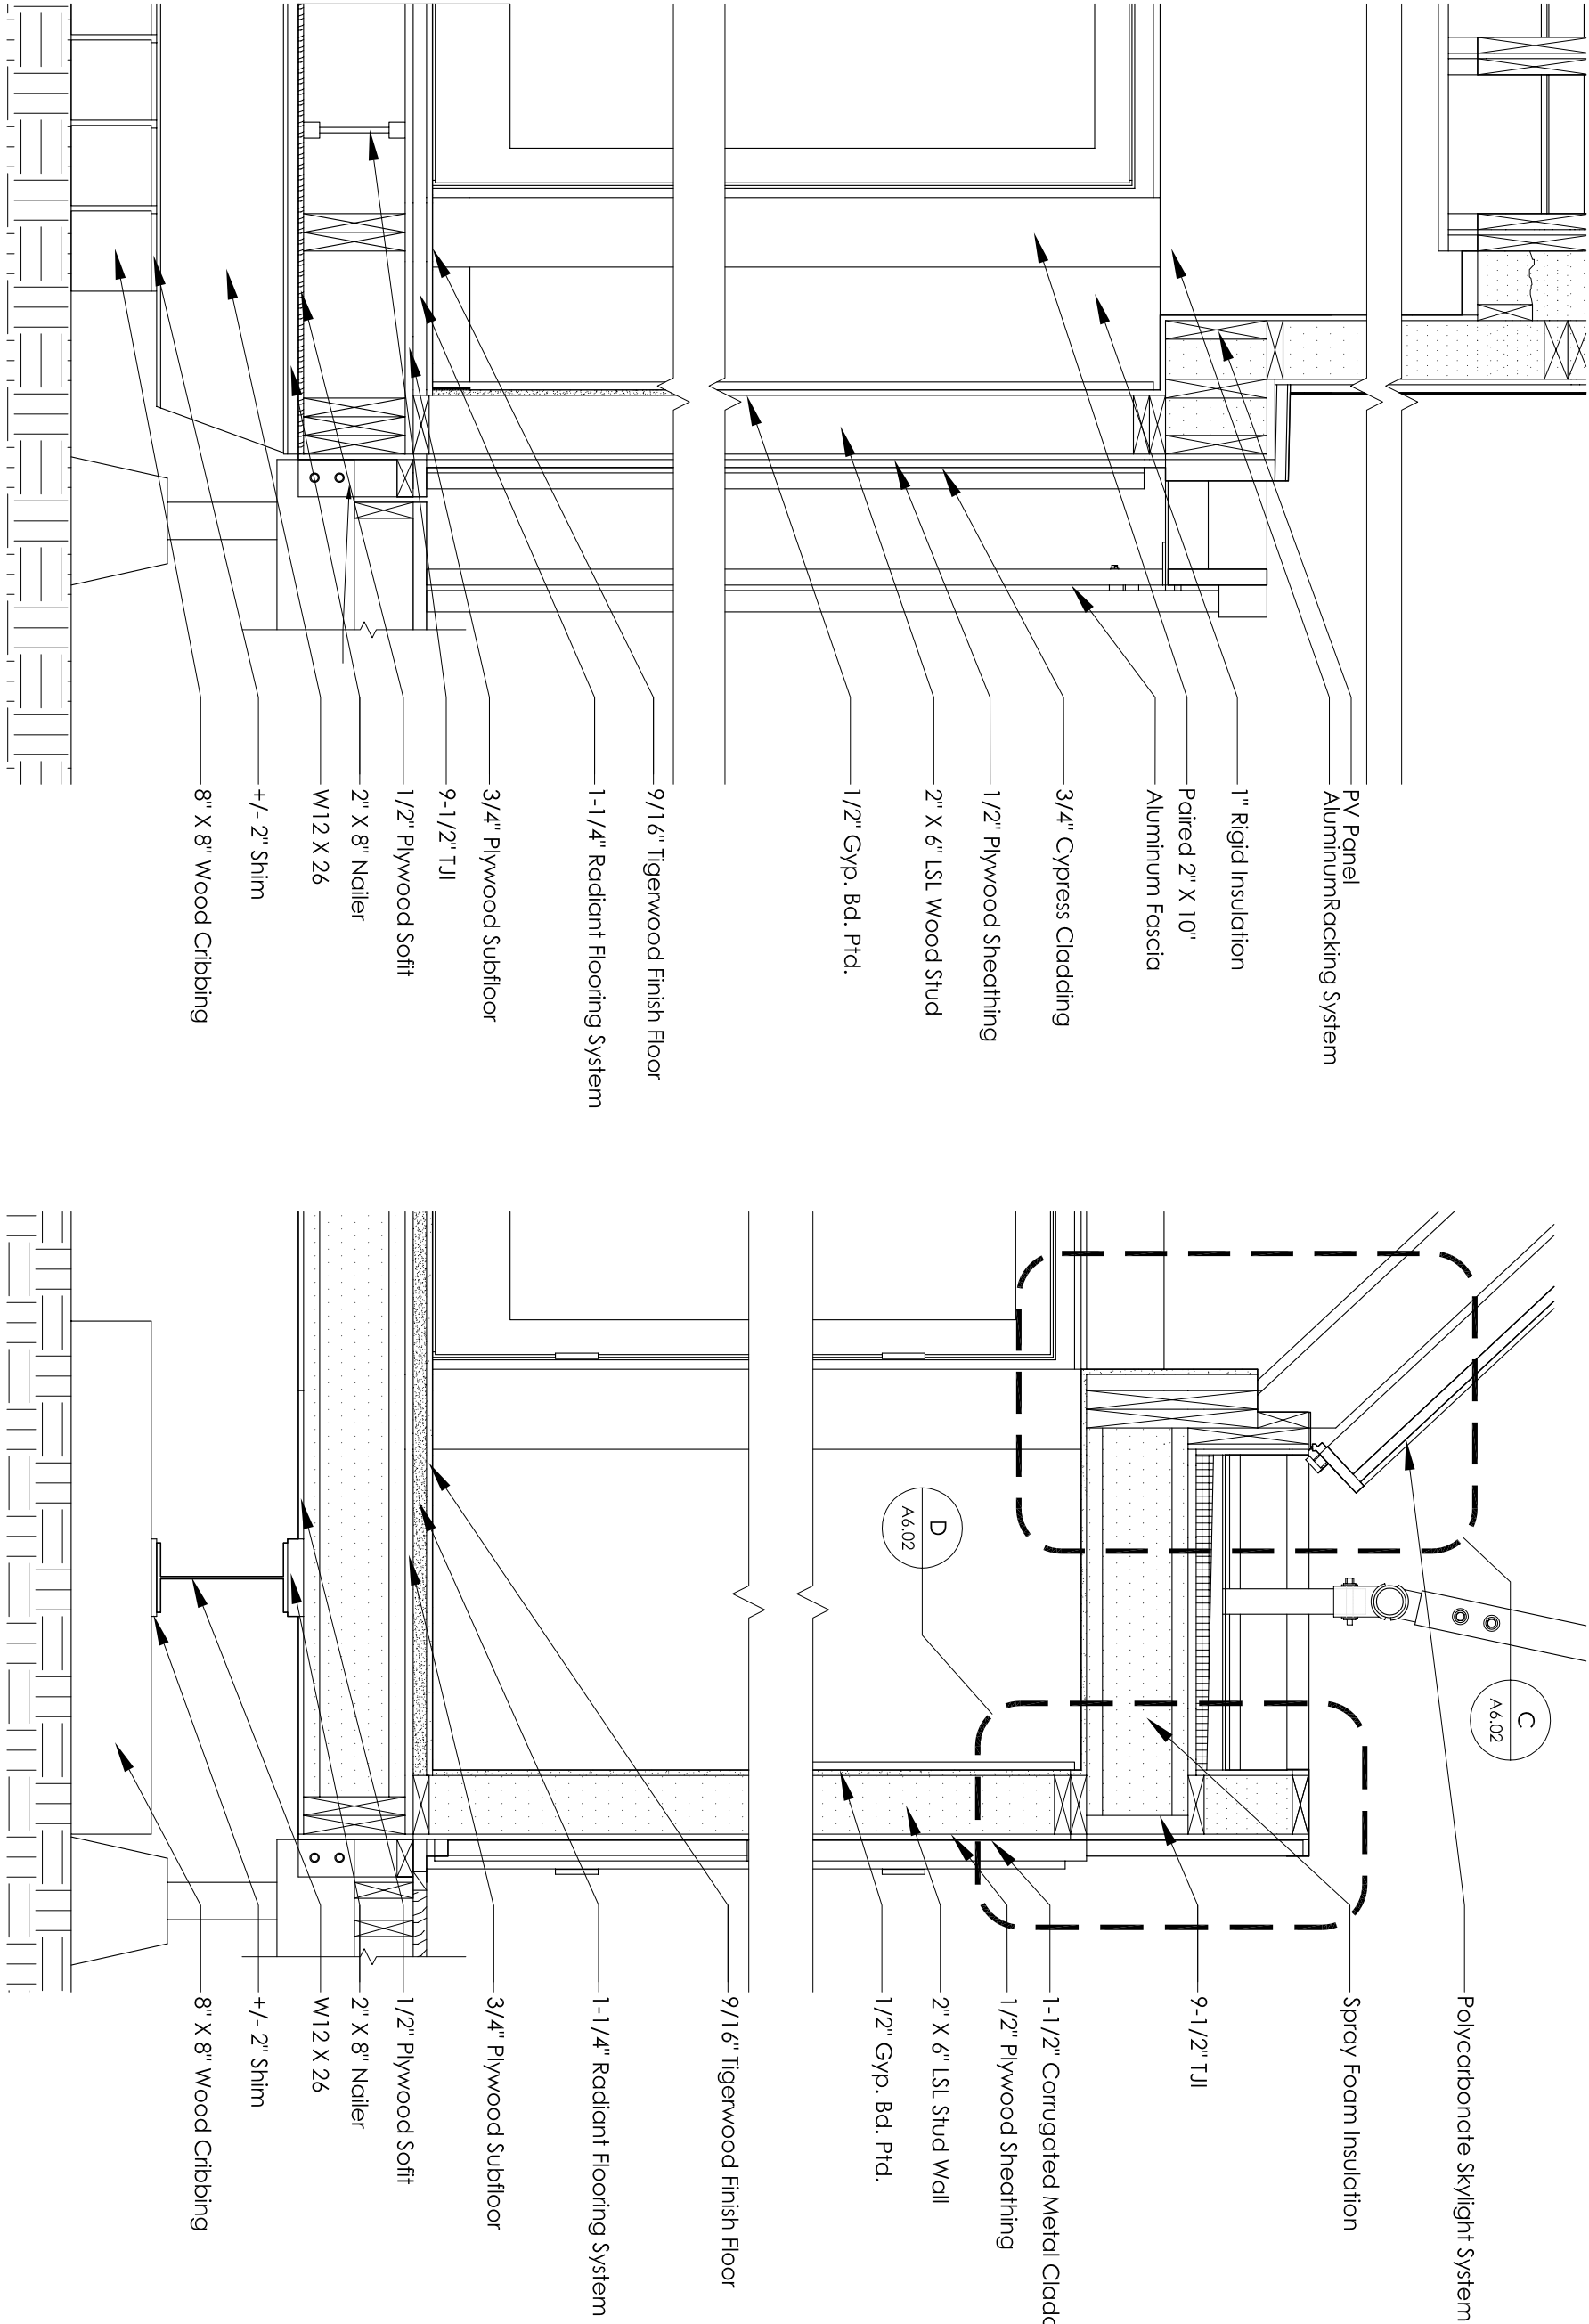 PV Panel
AluminumRacking System
1" Rigid Insulation
Paired 2" X 10"
Aluminum Fascia
3/4" Cypress Cladding
1/2" Plywood Sheathing
2" X 6" LSL Wood Stud
1/2" Gyp. Bd. Ptd.
9/16" Tigerwood Finish Floor
1-1/4" Radiant Flooring System
3/4" Plywood Subfloor
9-1/2" TJI
1/2" Plywood Sofit
2" X 8" Nailer
W12 X 26
+/- 2" Shim
8" X 8" Wood Cribbing
C
A6.02
D
A6.02
Polycarbonate Skylight System
Spray Foam Insulation
9-1/2" TJI
1-1/2" Corrugated Metal Cladd
1/2" Plywood Sheathing
2" X 6" LSL Stud Wall
1/2" Gyp. Bd. Ptd.
9/16" Tigerwood Finish Floor
1-1/4" Radiant Flooring System
3/4" Plywood Subfloor
1/2" Plywood Sofit
2" X 8" Nailer
W12 X 26
+/- 2" Shim
8" X 8" Wood Cribbing